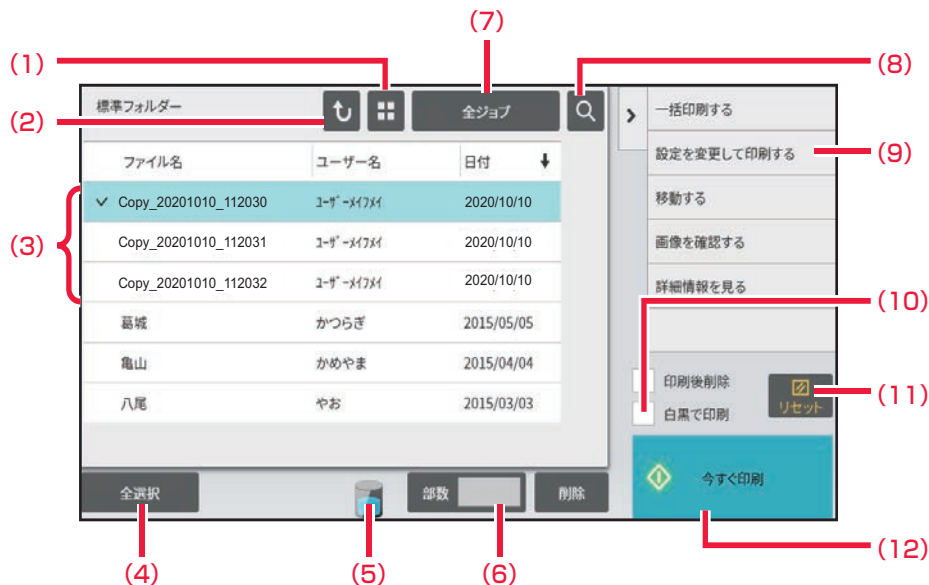 (7)
(1)
(8)
標準フォルダー
全ジョブ
一括印刷する
(2)
ファイル名 ユーザー名 日付
設定を変更して印刷する
(9)
Copy_20201010_112030 ﾕｰｻﾞｰﾒｲﾌﾒｲ 2020/10/10
移動する
(3)
Copy_20201010_112031 ﾕｰｻﾞｰﾒｲﾌﾒｲ 2020/10/10
画像を確認する
Copy_20201010_112032 ﾕｰｻﾞｰﾒｲﾌﾒｲ 2020/10/10
詳細情報を見る
(10)
葛城 かつらぎ 2015/05/05
亀山 かめやま 2015/04/04
印刷後削除
八尾 やお 2015/03/03
白黒で印刷
リセット
(11)
全選択
部数
削除
今すぐ印刷
(12)
(4)
(5)
(6)